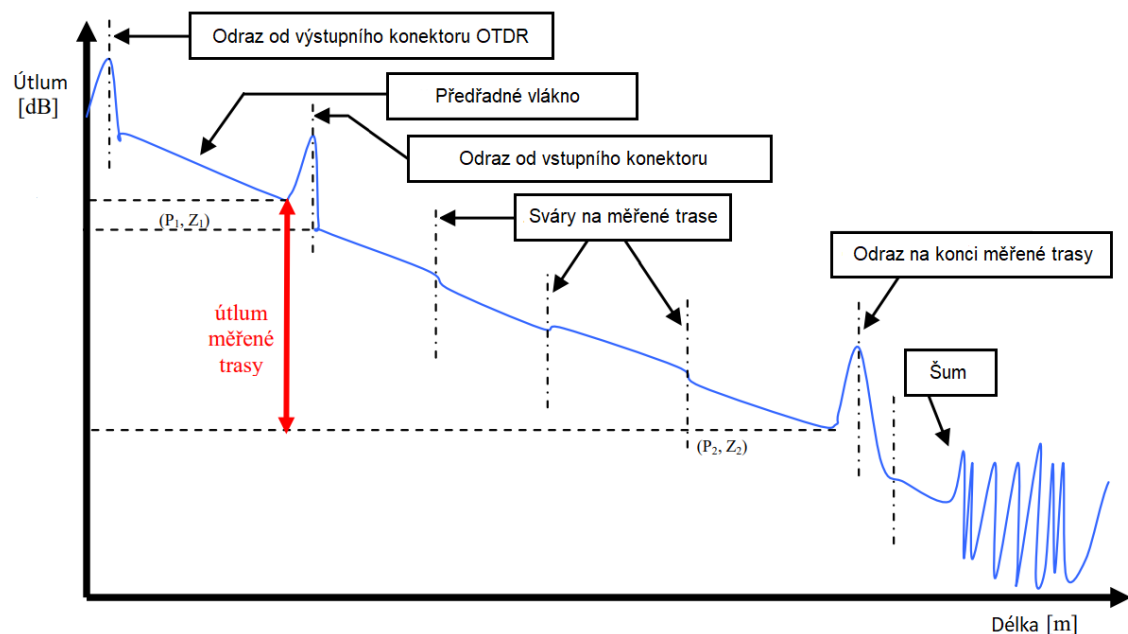 Odraz od výstupního konektoru OTDR
Útlum
[dB]
Předřadné vlákno
Odraz od vstupního konektoru
(P₁, Z₁)
Sváry na měřené trase
Odraz na konci měřené trasy
útlum
měřené
trasy
Šum
(P₂, Z₂)
Délka [m]